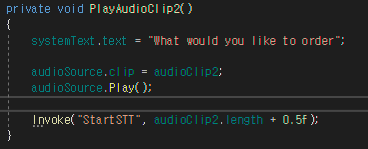 private void PlayAudioClip2()
{
systemText.text = "What would you like to order";
audioSource.clip = audioClip2;
audioSource.Play();
Invoke("StartSTT", audioClip2.length + 0.5f);
}